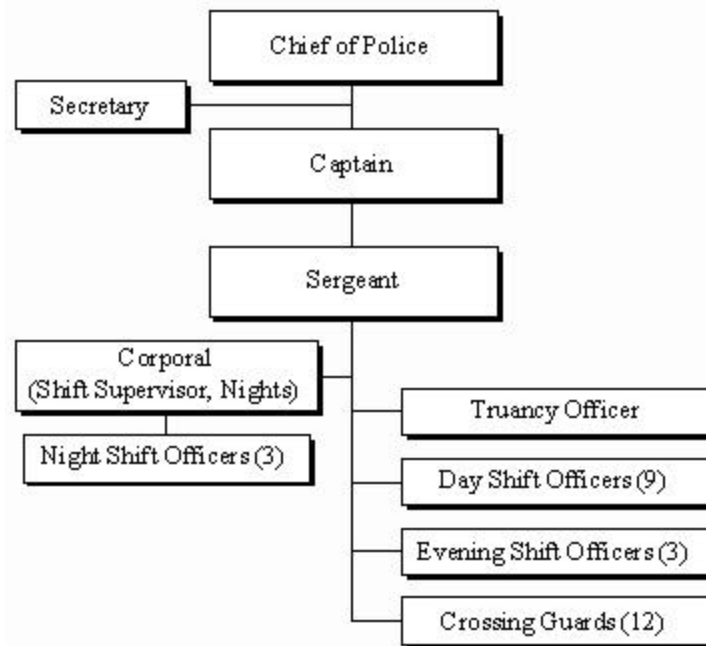 Chief of Police
Secretary
Captain
Sergeant
Corporal
(Shift Supervisor, Nights)
Night Shift Officers (3)
Truancy Officer
Day Shift Officers (9)
Evening Shift Officers (3)
Crossing Guards (12)